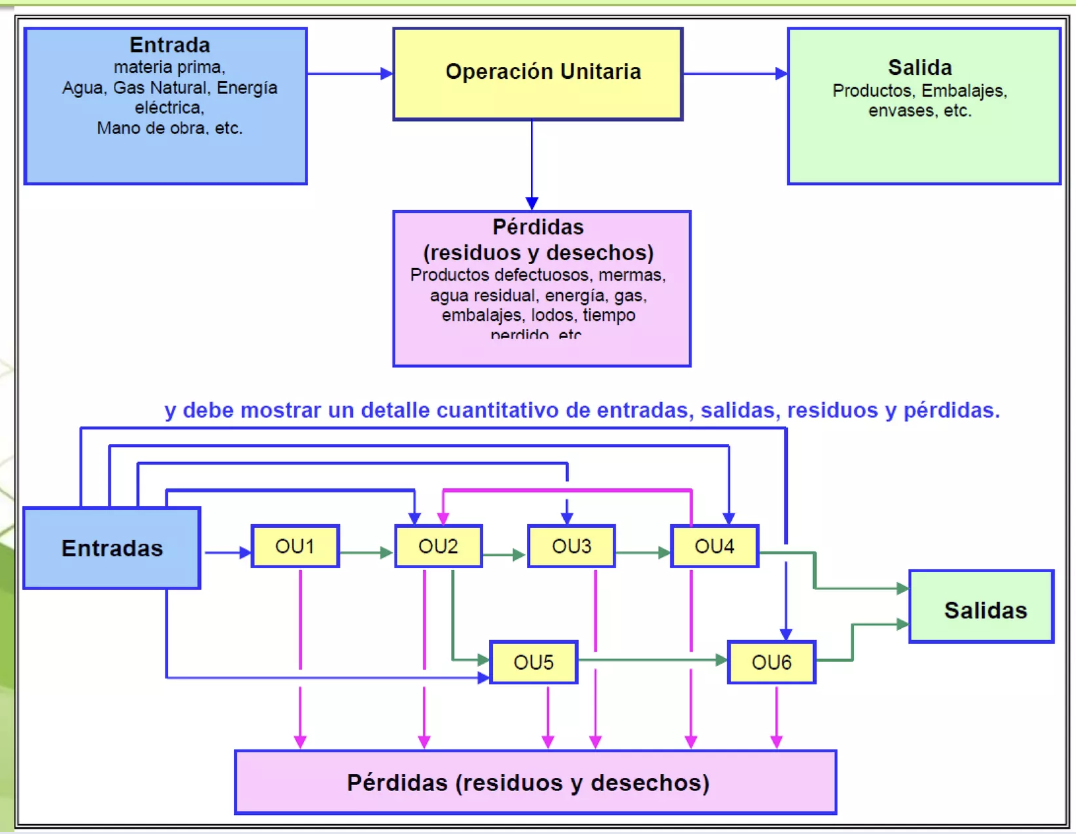 Entrada
materia prima,
Agua, Gas Natural, Energía
eléctrica,
Mano de obra, etc.
Operación Unitaria
Salida
Productos, Embalajes,
envases, etc.
Pérdidas
(residuos y desechos)
Productos defectuosos, mermas,
agua residual, energía, gas,
embalajes, lodos, tiempo
perdido, etc
y debe mostrar un detalle cuantitativo de entradas, salidas, residuos y pérdidas.
Entradas
OU1
OU2
OU3
OU4
OU5
OU6
Salidas
Pérdidas (residuos y desechos)